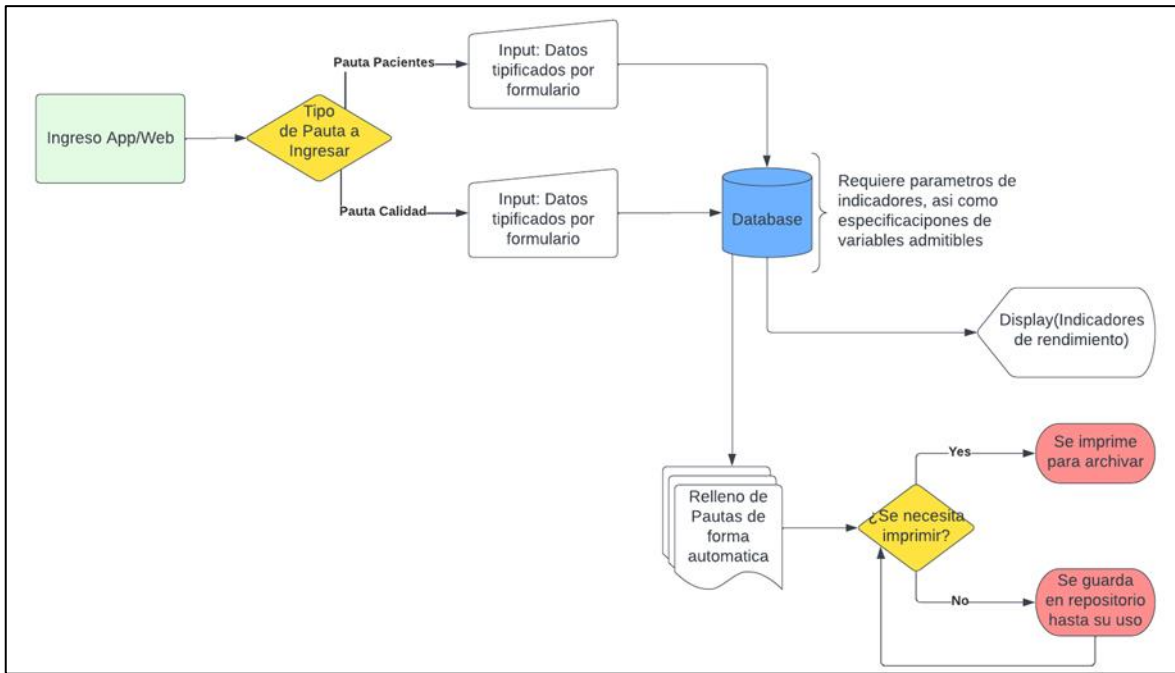 Pauta Pacientes
Input: Datos
tipificados por
formulario
Ingreso App/Web
Tipo
de Pauta a
Ingresar
Pauta Calidad
Input: Datos
tipificados por
formulario
Database
Requiere parametros de
indicadores, asi como
especificacipones de
variables admitibles
Display(Indicadores
de rendimiento)
Relleno de
Pautas de
forma
automatica
¿Se necesita
imprimir?
Yes
Se imprime
para archivar
No
Se guarda
en repositorio
hasta su uso